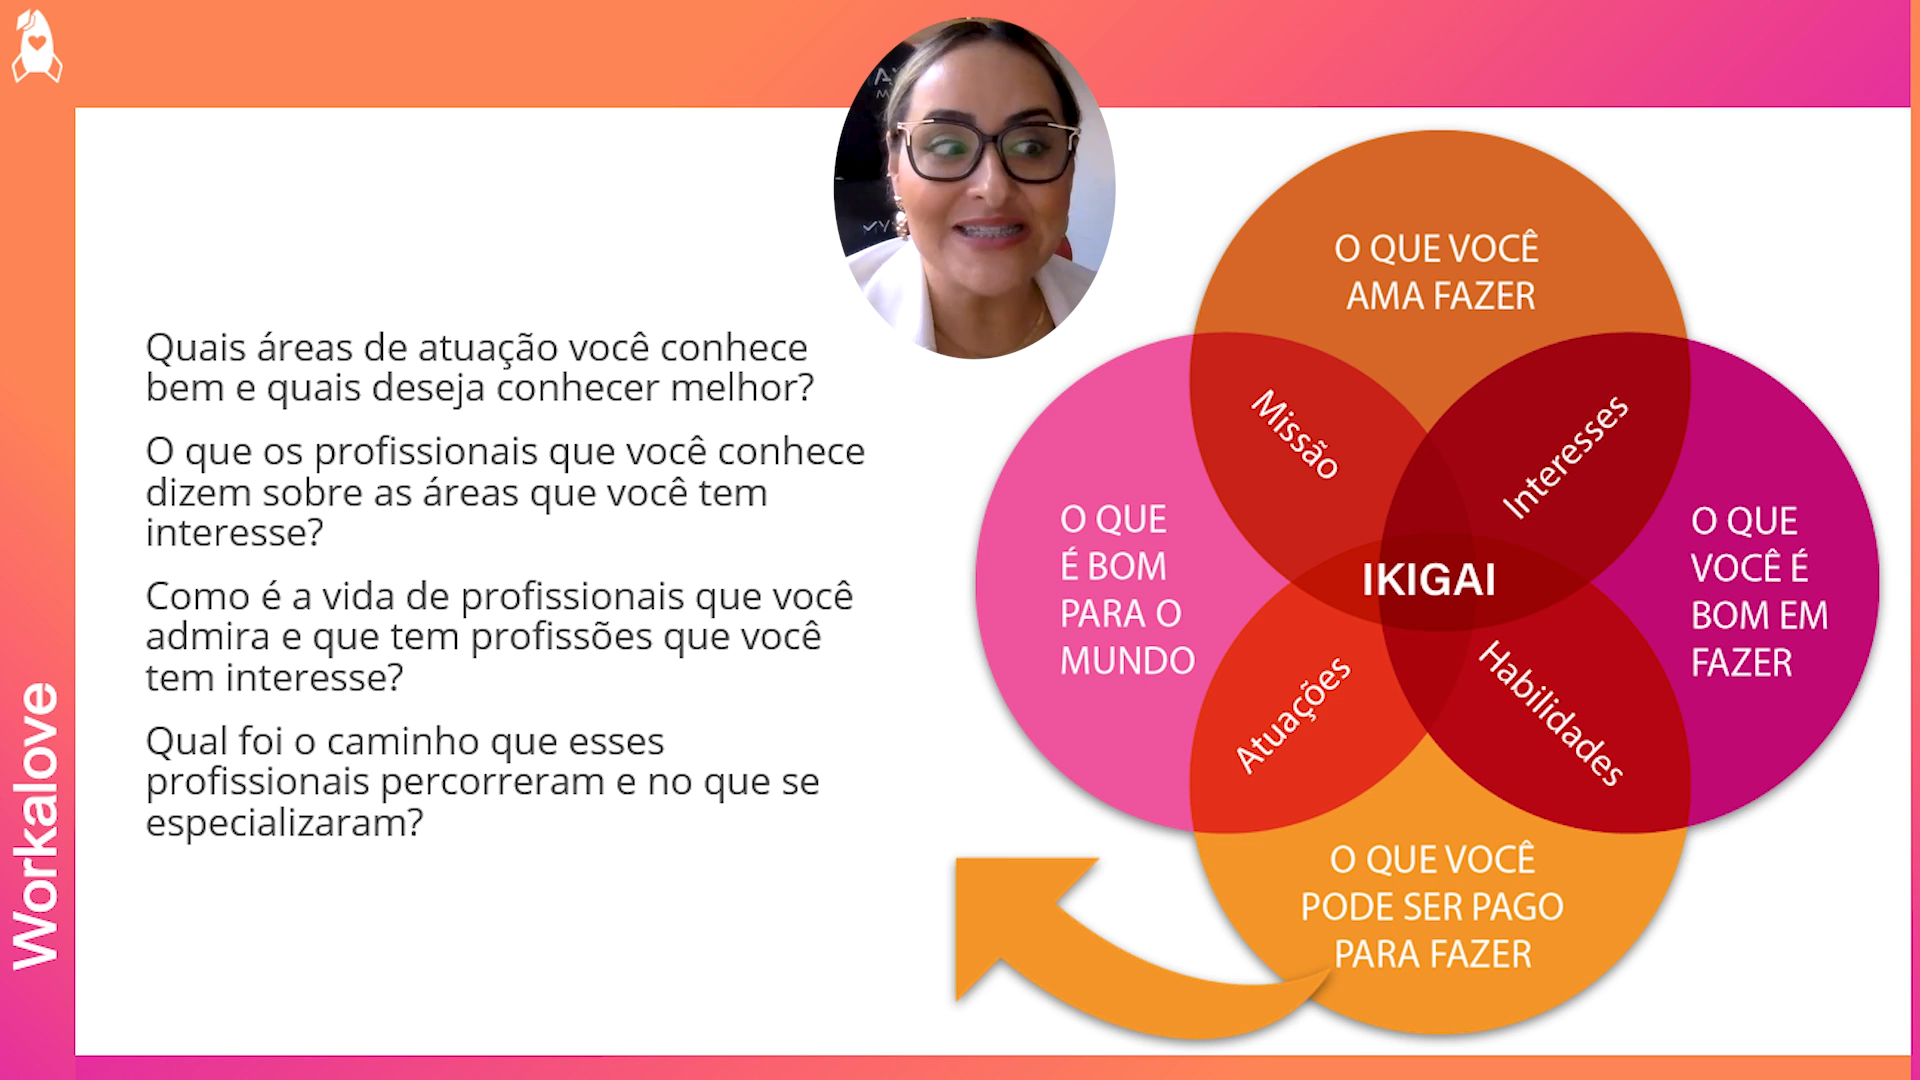 Quais áreas de atuação você conhece
bem e quais deseja conhecer melhor?
O que os profissionais que você conhece
dizem sobre as áreas que você tem
interesse?
Como é a vida de profissionais que você
admira e que tem profissões que você
tem interesse?
Qual foi o caminho que esses
profissionais percorreram e no que se
especializaram?
O QUE VOCÊ
AMA FAZER
Missão
Interesses
O QUE
É BOM
PARA O
MUNDO
IKIGAI
O QUE
VOCÊ É
BOM EM
FAZER
Atuações
Habilidades
O QUE VOCÊ
PODE SER PAGO
PARA FAZER
Workalove